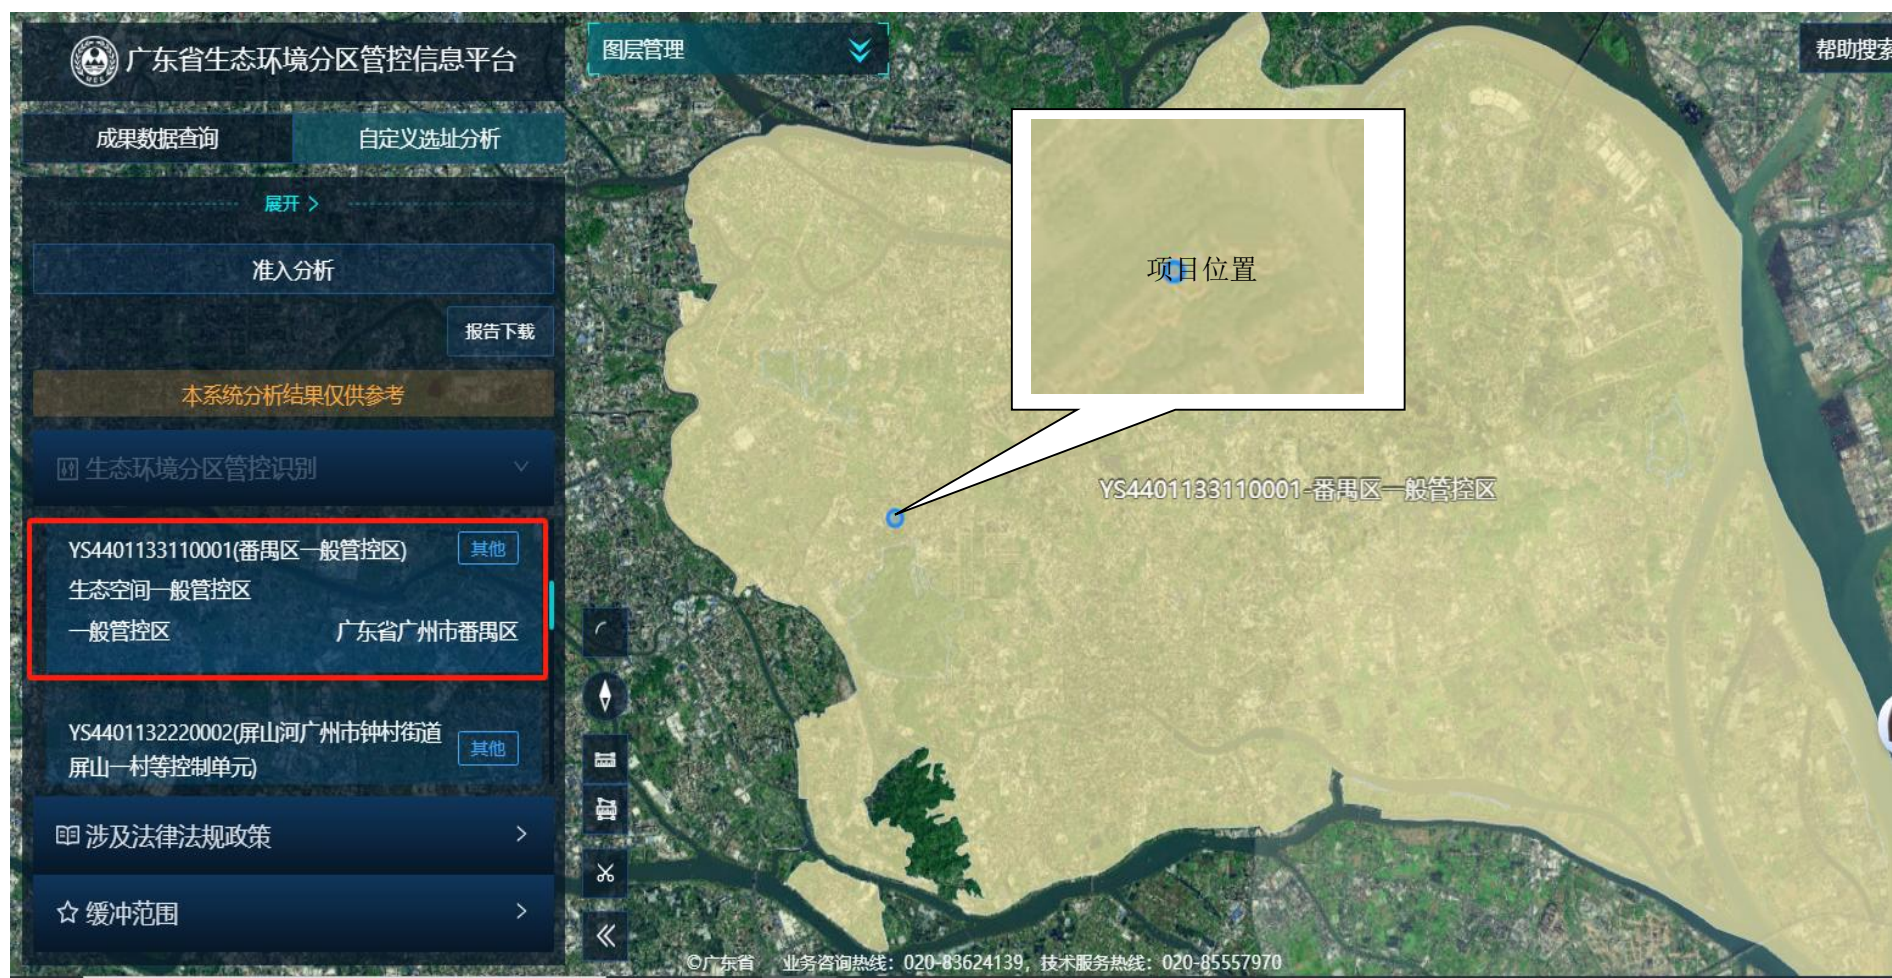 广东省生态环境分区管控信息平台
成果数据查询
自定义选址分析
展开 >
准入分析
报告下载
本系统分析结果仅供参考
生态环境分区管控识别
YS4401133110001(番禺区一般管控区)
其他
生态空间一般管控区
一般管控区
广东省广州市番禺区
YS4401132220002(屏山河广州市钟村街道
屏山一村等控制单元)
其他
涉及法律法规政策
缓冲范围
图层管理
帮助搜索
项目位置
YS4401133110001-番禺区一般管控区
©广东省 业务咨询热线：020-83624139，技术服务热线：020-85557970